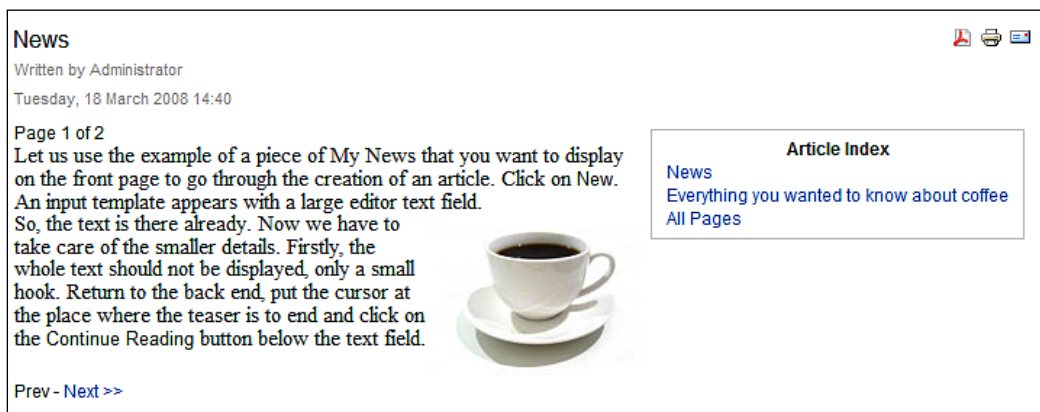 News
Written by Administrator
Tuesday, 18 March 2008 14:40
Page 1 of 2
Let us use the example of a piece of My News that you want to display
on the front page to go through the creation of an article. Click on New.
An input template appears with a large editor text field.
So, the text is there already. Now we have to
take care of the smaller details. Firstly, the
whole text should not be displayed, only a small
hook. Return to the back end, put the cursor at
the place where the teaser is to end and click on
the Continue Reading button below the text field.
Prev - Next >>
Article Index
News
Everything you wanted to know about coffee
All Pages